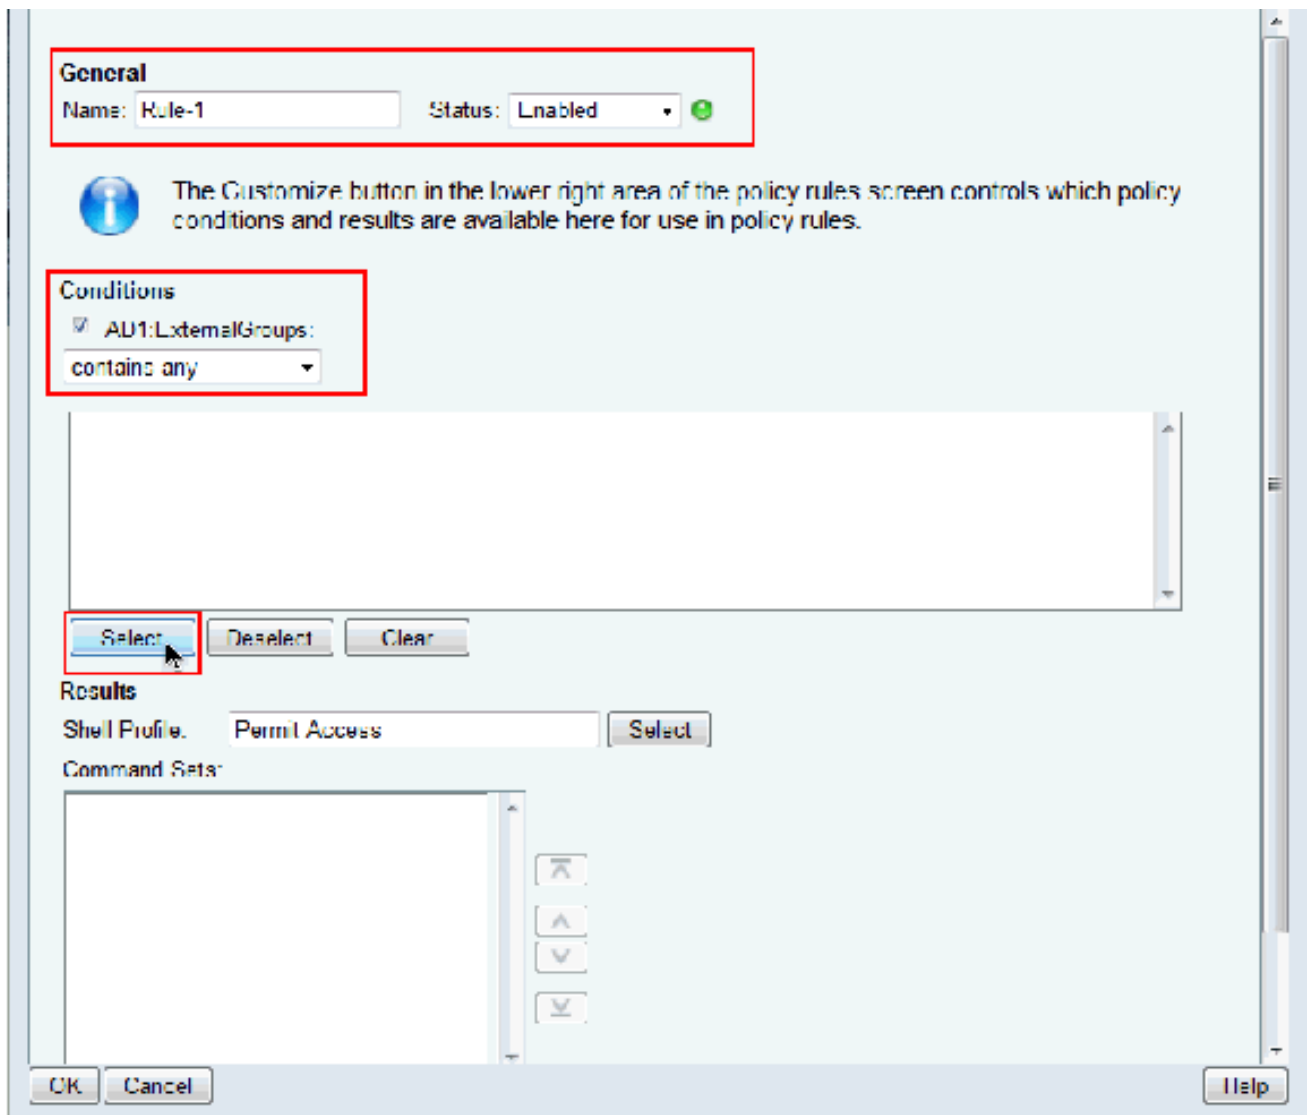 General
Name: Rule-1 Status: Enabled
The Customize button in the lower right area of the policy rules screen controls which policy
conditions and results are available here for use in policy rules.
Conditions
AD1:ExternalGroups:
contains any
Select Deselect Clear
Results
Shell Profile: Permit Access Select
Command Sets:
OK Cancel Help